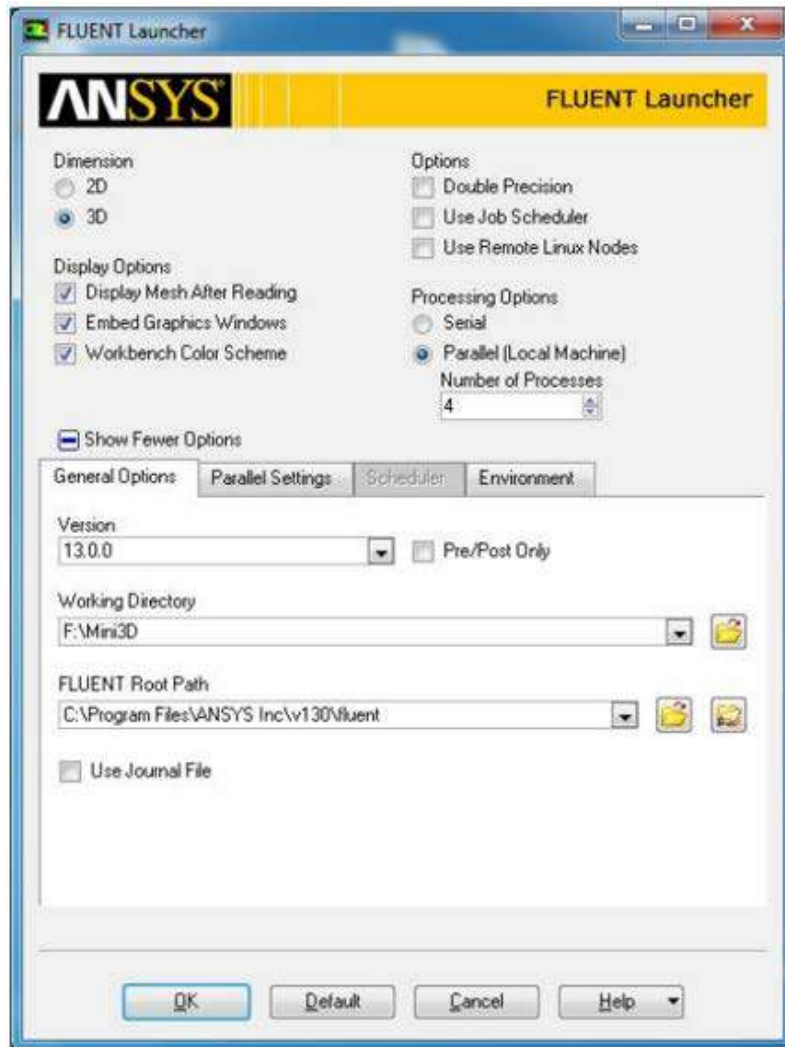 FLUENT Launcher
ANSYS
FLUENT Launcher
Dimension
2D
3D
Options
Double Precision
Use Job Scheduler
Use Remote Linux Nodes
Display Options
Display Mesh After Reading
Embed Graphics Windows
Workbench Color Scheme
Processing Options
Serial
Parallel (Local Machine)
Number of Processes
4
Show Fewer Options
General Options Parallel Settings Scheduler Environment
Version
13.0.0 Pre/Post Only
Working Directory
F:\Mini3D
FLUENT Root Path
C:\Program Files\ANSYS Inc\v130\fluent
Use Journal File
OK Default Cancel Help